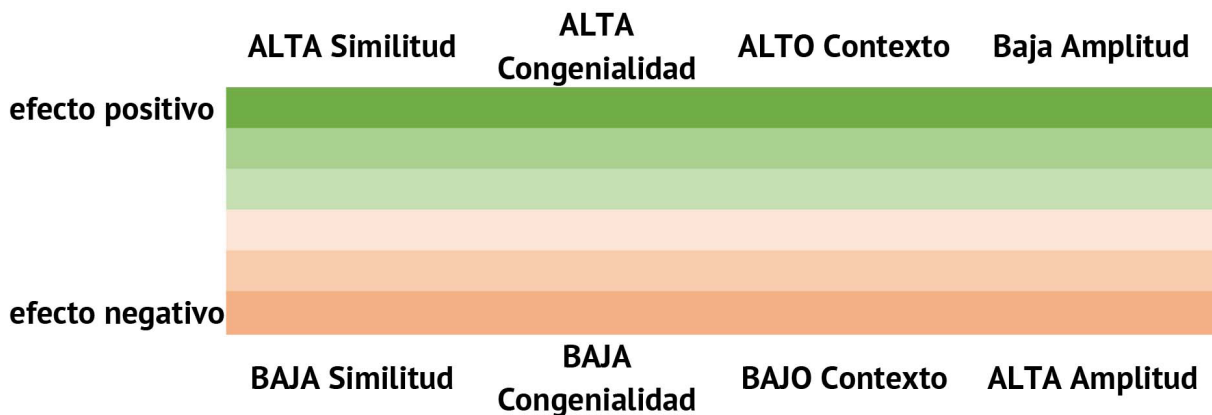 ALTA Similitud
ALTA
Congenialidad
ALTO Contexto
Baja Amplitud
efecto positivo
efecto negativo
BAJA Similitud
BAJA
Congenialidad
BAJO Contexto
ALTA Amplitud